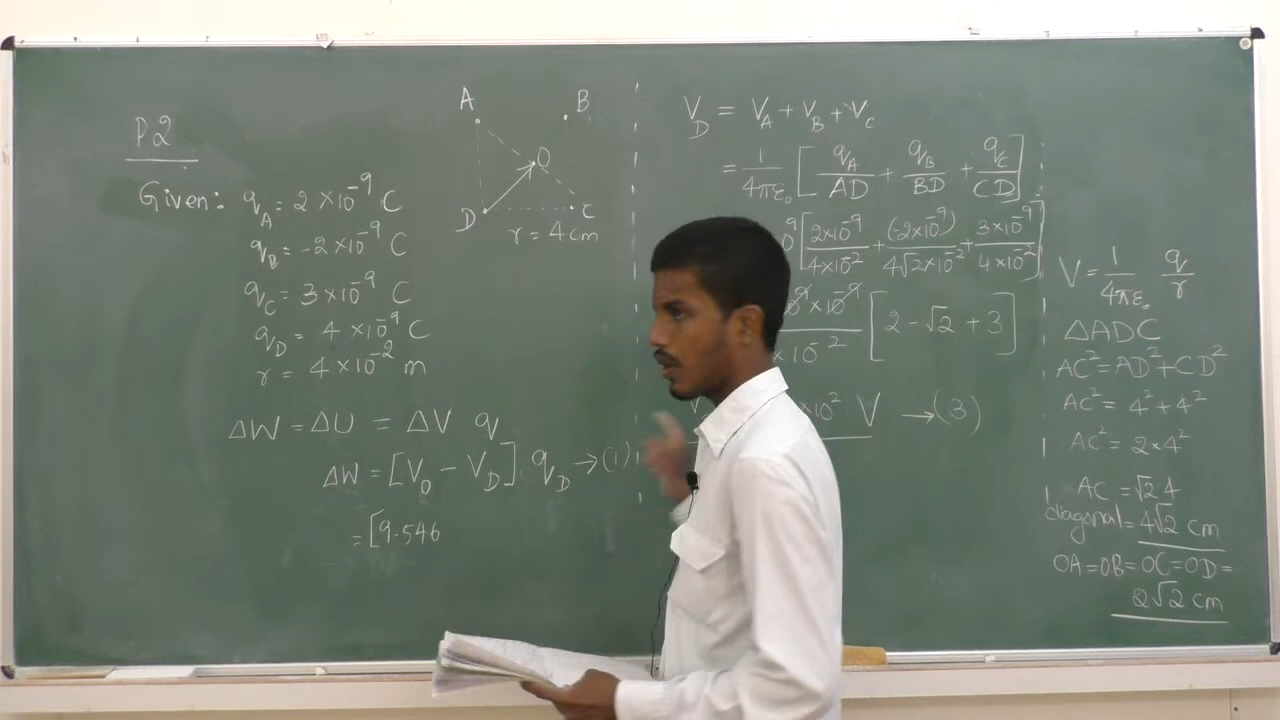 P2
Given: q_A = 2 × 10⁻⁹ C
q_B = -2 × 10⁻⁹ C
q_C = 3 × 10⁻⁹ C
q_D = 4 × 10⁻⁹ C
r = 4 × 10⁻² m
ΔW = ΔU = ΔV q
ΔW = [V_O - V_D] q_D → (1)
= [9.546
A B
O
D C
r = 4 cm
V_D = V_A + V_B + V_C
= 1/4πε₀ [q_A/AD + q_B/BD + q_C/CD]
⁹ [2×10⁻⁹/4×10⁻² + (-2×10⁻⁹)/4√2×10⁻² + 3×10⁻⁹/4×10⁻²]
⁹×10⁻⁹/×10⁻² [2 - √2 + 3]
×10² V → (3)
V = 1/4πε₀ q/r
ΔADC
AC² = AD² + CD²
AC² = 4² + 4²
AC² = 2×4²
AC = √2 4
diagonal = 4√2 cm
OA = OB = OC = OD =
2√2 cm